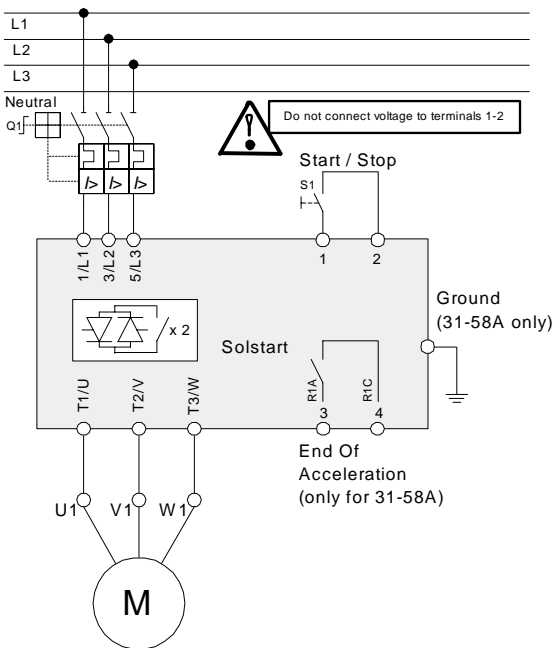 L1
L2
L3
Neutral
Q1
I> I> I>
Do not connect voltage to terminals 1-2
Start / Stop
S1
1/L1 3/L2 5/L3
1 2
Ground
(31-58A only)
x 2
Solstart
T1/U T2/V T3/W
R1A R1C
3 4
End Of
Acceleration
(only for 31-58A)
U1 V1 W1
M